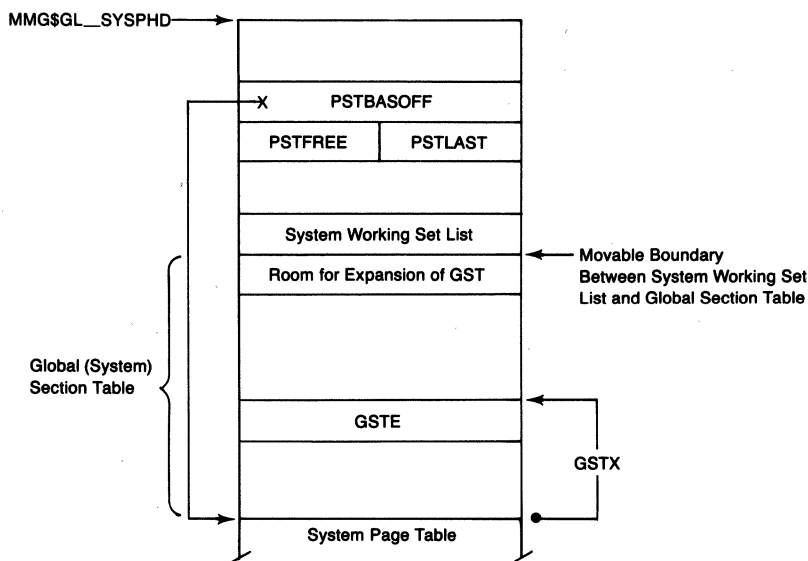 MMG$GL__SYSPHD
X
PSTBASOFF
PSTFREE
PSTLAST
System Working Set List
Movable Boundary
Between System Working Set
List and Global Section Table
Room for Expansion of GST
Global (System)
Section Table
GSTE
GSTX
System Page Table